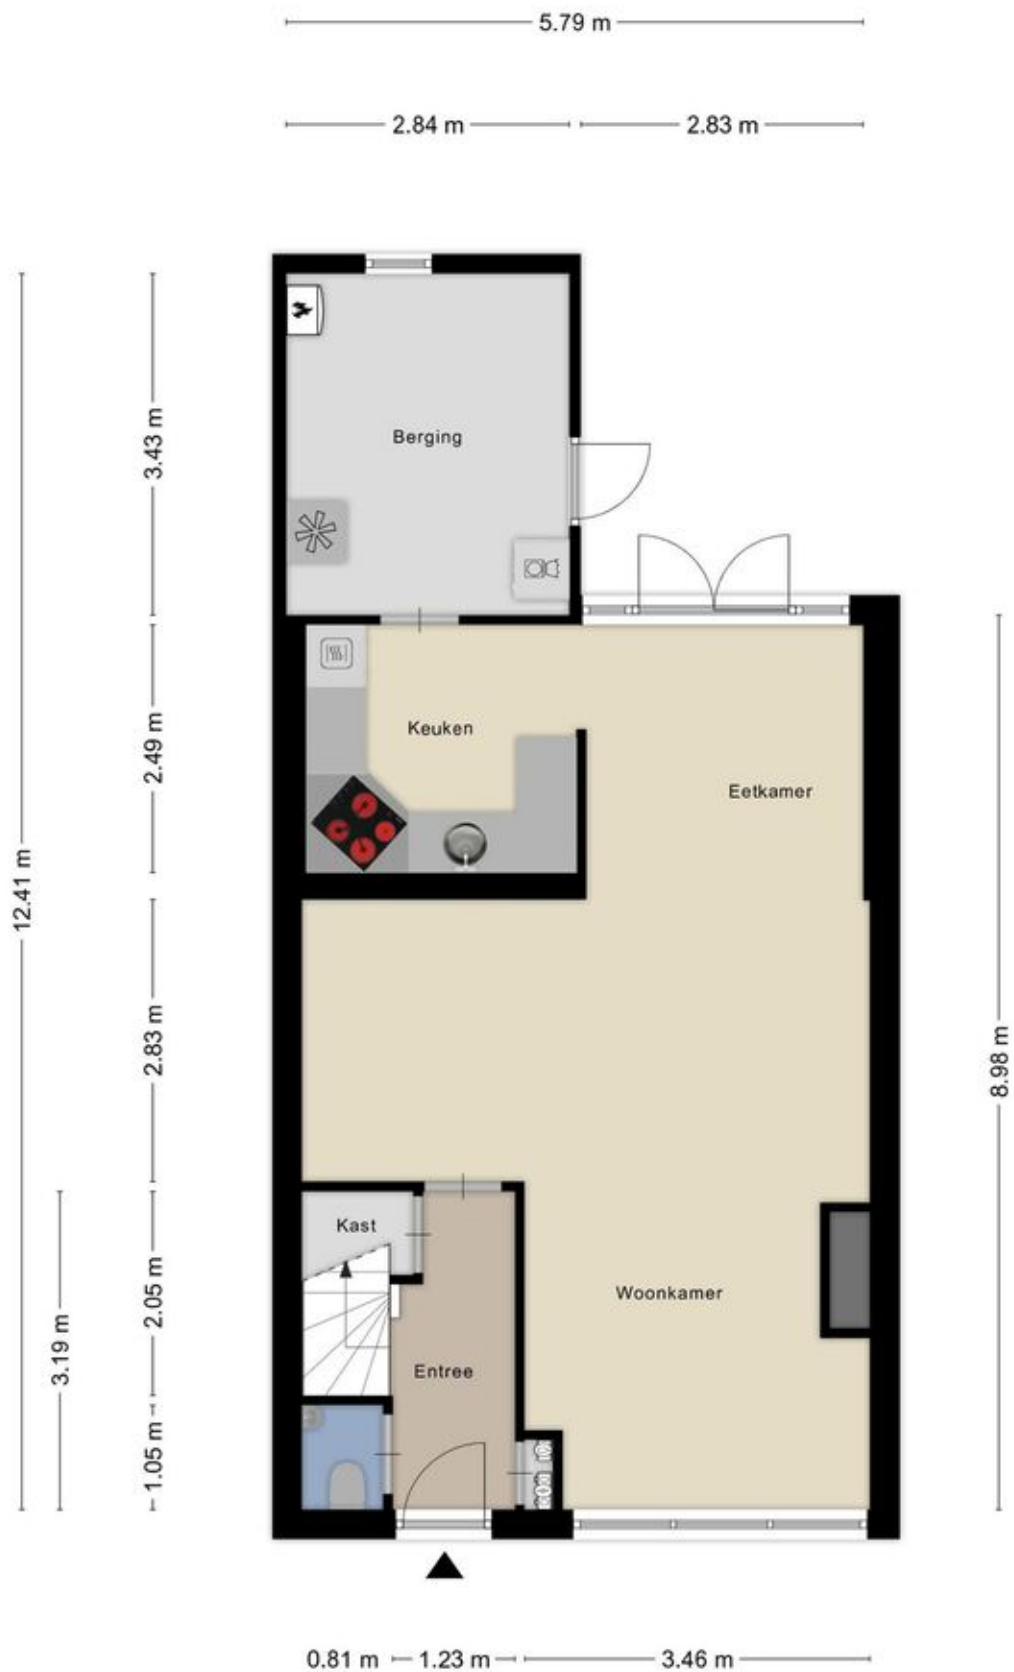 5.79 m
2.84 m
2.83 m
3.43 m
Berging
2.49 m
Keuken
Eetkamer
12.41 m
2.83 m
8.98 m
Kast
2.05 m
Woonkamer
3.19 m
Entree
1.05 m
0.81 m
1.23 m
3.46 m